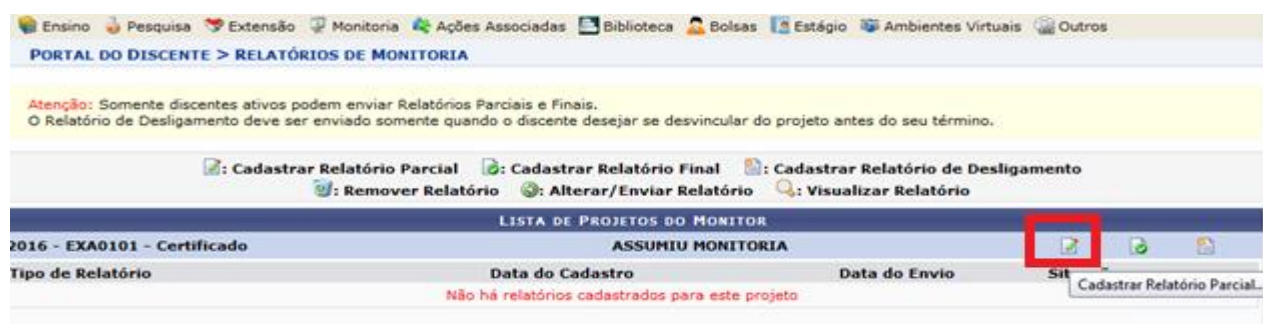 Ensino Pesquisa Extensão Monitoria Ações Associadas Biblioteca Bolsas Estágio Ambientes Virtuais Outros
PORTAL DO DISCENTE > RELATÓRIOS DE MONITORIA
Atenção: Somente discentes ativos podem enviar Relatórios Parciais e Finais.
O Relatório de Desligamento deve ser enviado somente quando o discente desejar se desvincular do projeto antes do seu término.
: Cadastrar Relatório Parcial : Cadastrar Relatório Final : Cadastrar Relatório de Desligamento
: Remover Relatório : Alterar/Enviar Relatório : Visualizar Relatório
LISTA DE PROJETOS DO MONITOR
2016 - EXA0101 - Certificado ASSUMIU MONITORIA
Tipo de Relatório Data do Cadastro Data do Envio
Cadastrar Relatório Parcial...
Não há relatórios cadastrados para este projeto